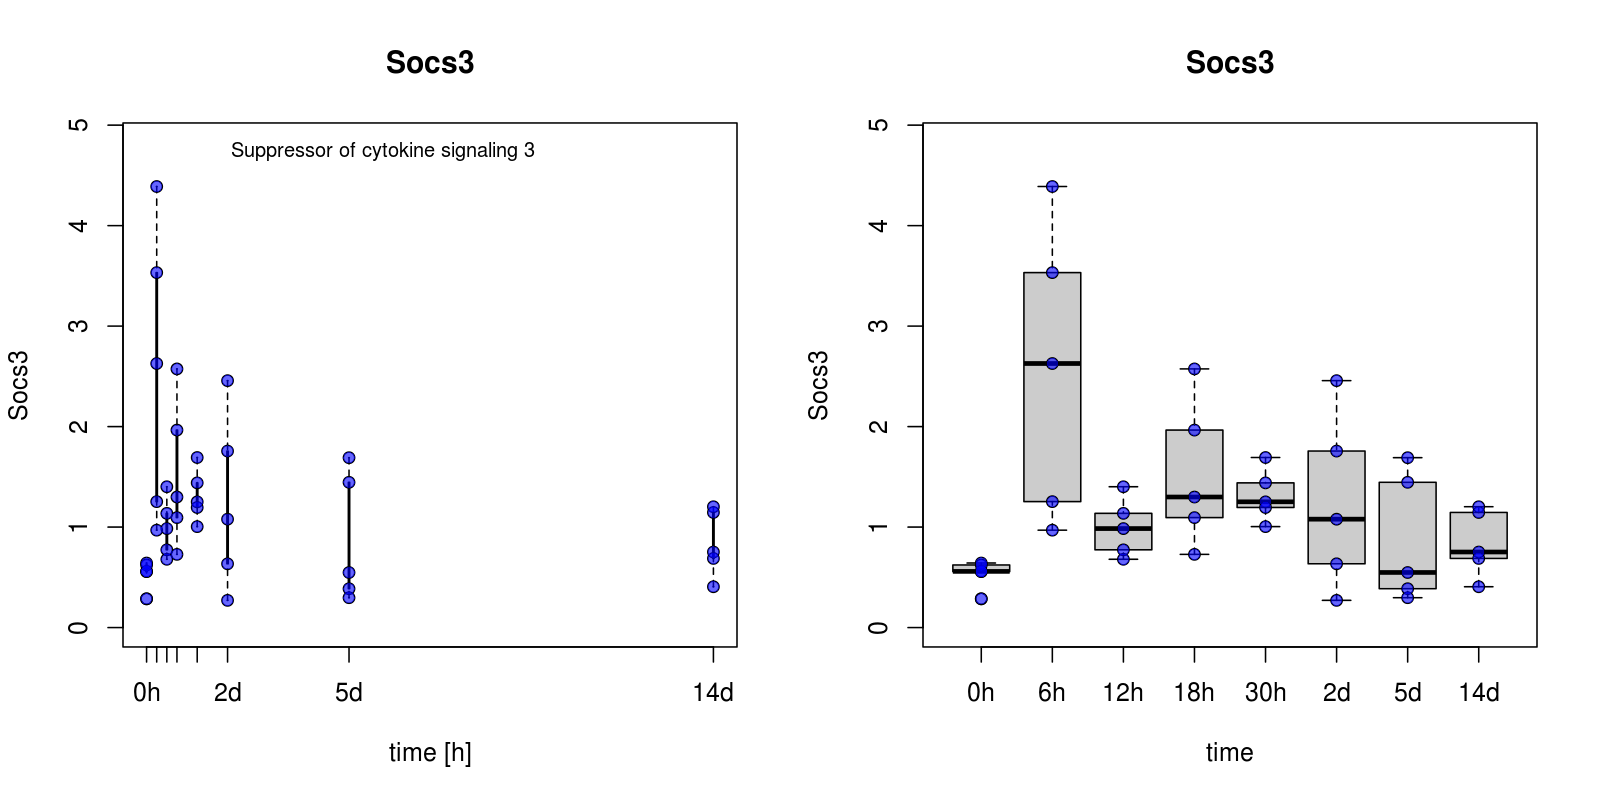 Socs3
Suppressor of cytokine signaling 3
Socs3
5
4
3
2
1
0
0h 2d 5d 14d
time [h]
Socs3
Socs3
5
4
3
2
1
0
0h 6h 12h 18h 30h 2d 5d 14d
time